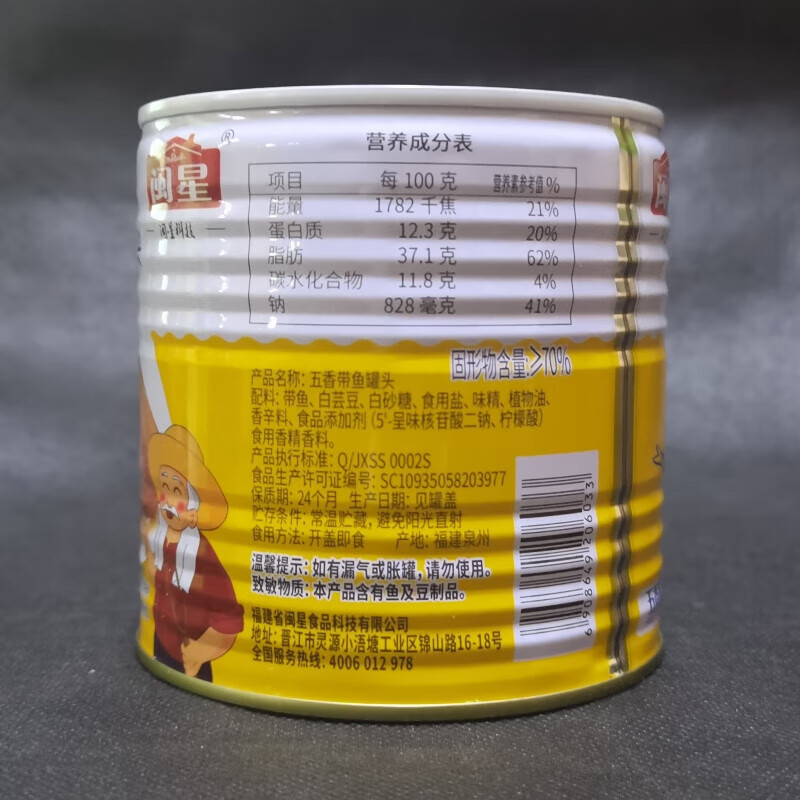 闽星®
闽星科技
营养成分表
项目 每 100 克 营养素参考值%
能量 1782 千焦 21%
蛋白质 12.3 克 20%
脂肪 37.1 克 62%
碳水化合物 11.8 克 4%
钠 828 毫克 41%
固形物含量:≥70%
产品名称: 五香带鱼罐头
配料: 带鱼、白芸豆、白砂糖、食用盐、味精、植物油、
香辛料、食品添加剂 (5'-呈味核苷酸二钠、柠檬酸)
食用香精香料。
产品执行标准: Q/JXSS 0002S
食品生产许可证编号: SC10935058203977
保质期: 24个月 生产日期: 见罐盖
贮存条件: 常温贮藏, 避免阳光直射
食用方法: 开盖即食 产地: 福建泉州
温馨提示: 如有漏气或胀罐, 请勿使用。
致敏物质: 本产品含有鱼及豆制品。
福建省闽星食品科技有限公司
地址: 晋江市灵源小浯塘工业区锦山路16-18号
全国服务热线: 4006 012 978
6 908649 206033